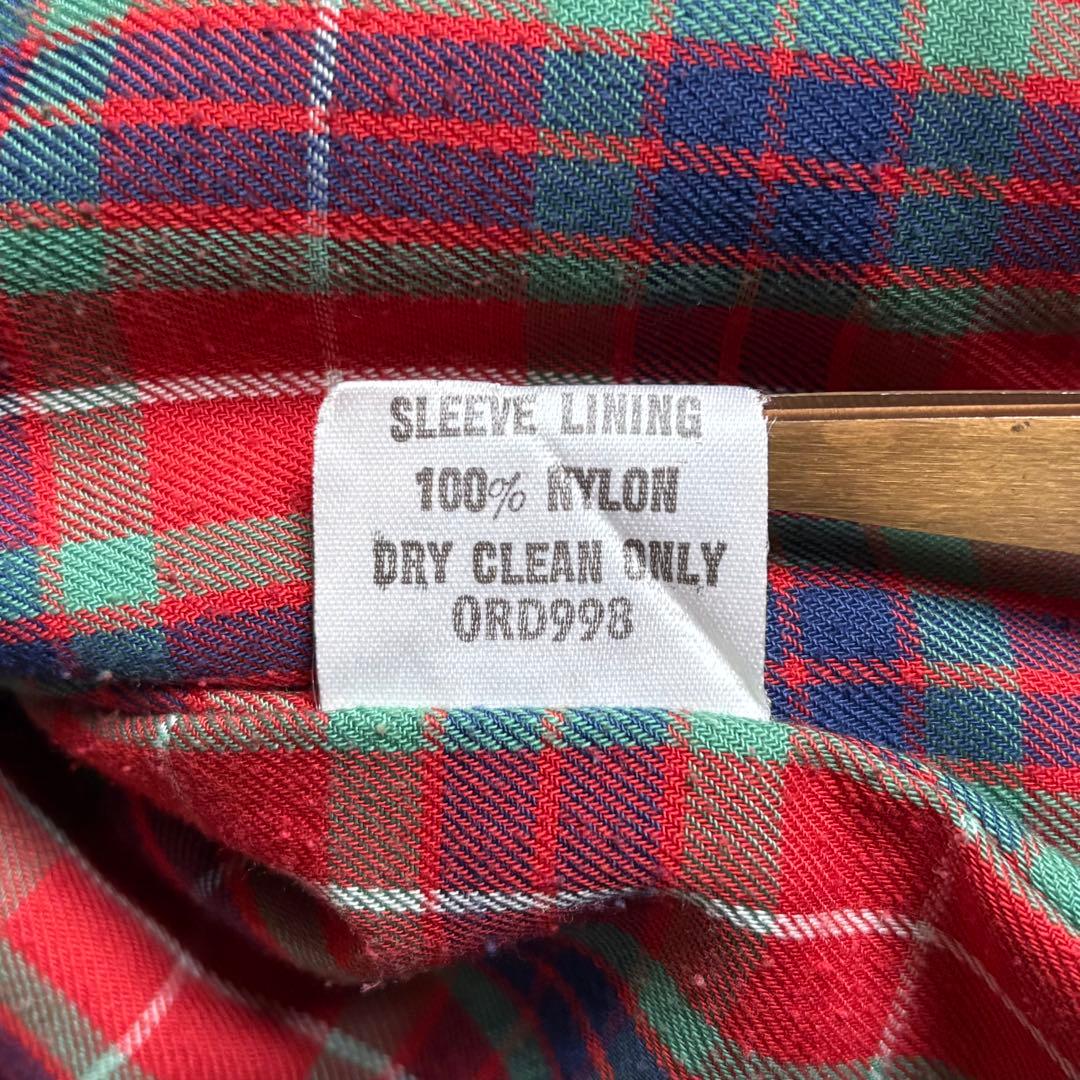 SLEEVE LINING
100% NYLON
DRY CLEAN ONLY
ORD998